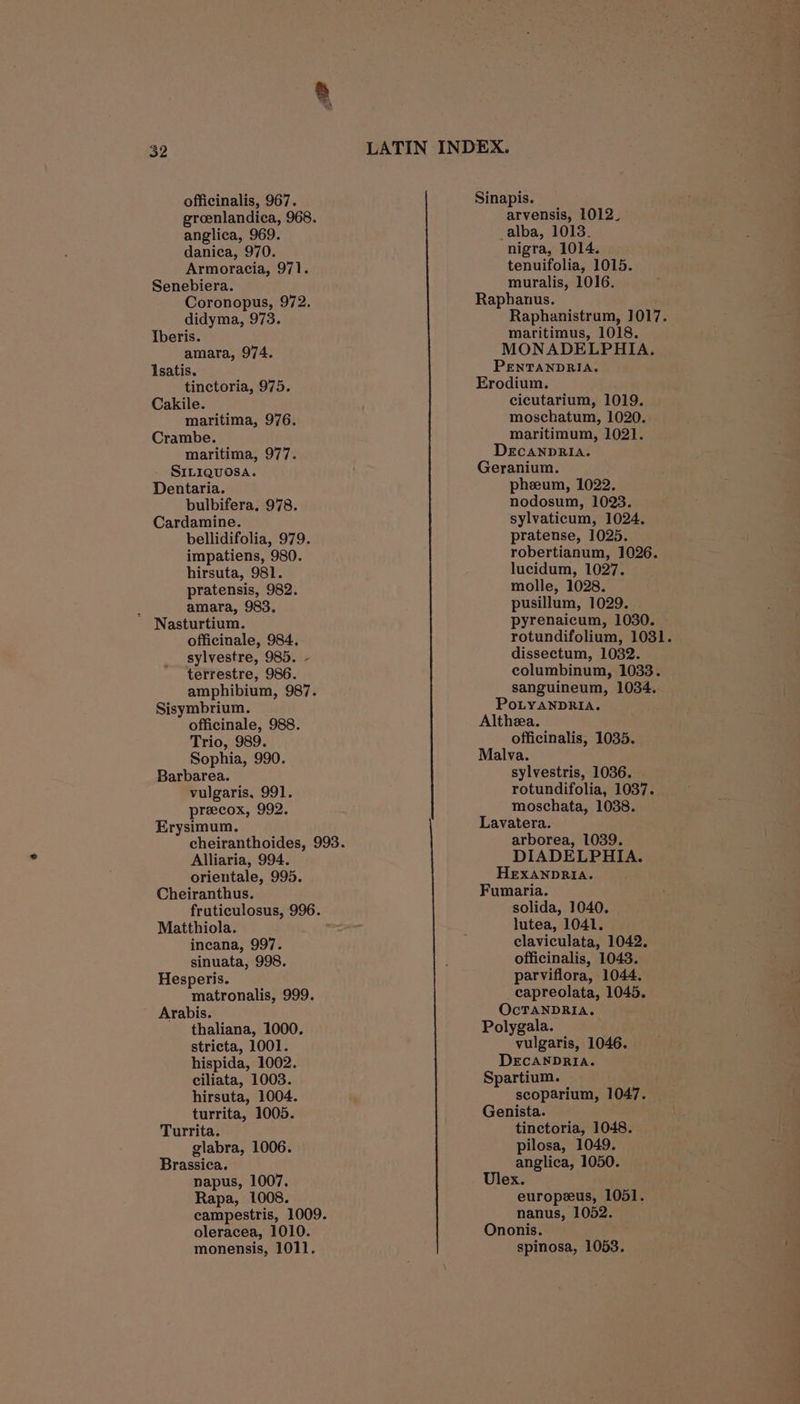 32
LATIN INDEX.
officinalis, 967.
grœnlandica, 968.
anglica, 969.
danica, 970.
Armoracia, 971.
Senebiera.
Coronopus, 972.
didyma, 973.
Iberis.
amara, 974.
Isatis.
tinctoria, 975.
Cakile.
maritima, 976.
Crambe.
maritima, 977.
SILIQUOSA.
Dentaria.
bulbifera, 978.
Cardamine.
bellidifolia, 979.
impatiens, 980.
hirsuta, 981.
pratensis, 982.
amara, 983.
Nasturtium.
officinale, 984.
sylvestre, 985.
terrestre, 986.
amphibium, 987.
Sisymbrium.
officinale, 988.
Trio, 989.
Sophia, 990.
Barbarea.
vulgaris, 991.
præcox, 992.
Erysimum.
cheiranthoides, 993.
Alliaria, 994.
orientale, 995.
Cheiranthus.
fruticulosus, 996.
Matthiola.
incana, 997.
sinuata, 998.
Hesperis.
matronalis, 999.
Arabis.
thaliana, 1000.
stricta, 1001.
hispida, 1002.
ciliata, 1003.
hirsuta, 1004.
turrita, 1005.
Turrita.
glabra, 1006.
Brassica.
napus, 1007.
Rapa, 1008.
campestris, 1009.
oleracea, 1010.
monensis, 1011.
Sinapis.
arvensis, 1012.
alba, 1013.
nigra, 1014.
tenuifolia, 1015.
muralis, 1016.
Raphanus.
Raphanistrum, 1017.
maritimus, 1018.
MONADELPHIA.
PENTANDRIA.
Erodium.
cicutarium, 1019.
moschatum, 1020.
maritimum, 1021.
DECANDRIA.
Geranium.
phæum, 1022.
nodosum, 1023.
sylvaticum, 1024.
pratense, 1025.
robertianum, 1026.
lucidum, 1027.
molle, 1028.
pusillum, 1029.
pyrenaicum, 1030.
rotundifolium, 1031.
dissectum, 1032.
columbinum, 1033.
sanguineum, 1034.
POLYANDRIA.
Althæa.
officinalis, 1035.
Malva.
sylvestris, 1036.
rotundifolia, 1037.
moschata, 1038.
Lavatera.
arborea, 1039.
DIADELPHIA.
HEXANDRIA.
Fumaria.
solida, 1040.
lutea, 1041.
claviculata, 1042.
officinalis, 1043.
parviflora, 1044.
capreolata, 1045.
OCTANDRIA.
Polygala.
vulgaris, 1046.
DECANDRIA.
Spartium.
scoparium, 1047.
Genista.
tinctoria, 1048.
pilosa, 1049.
anglica, 1050.
Ulex.
europæus, 1051.
nanus, 1052.
Ononis.
spinosa, 1053.